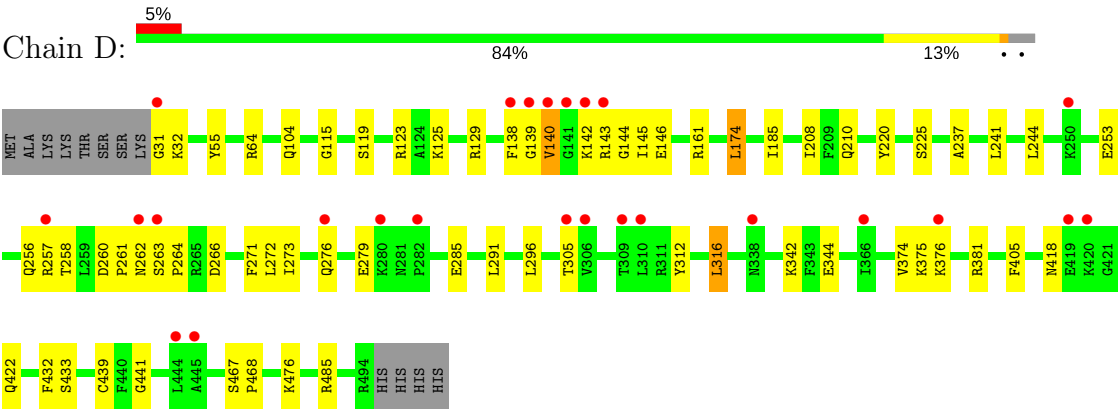 5%
Chain D:
84% 13% • •
MET ALA LYS LYS THR SER SER LYS G31 K32 Y55 R64 Q104 G115 S119 R123 A124 K125 R129 F138 G139 V140 G141 K142 R143 G144 I145 E146 R161 L174 I185 I208 F209 Q210 Y220 S225 A237 L241 L244 K250 E253
Q256 R257 T258 L259 D260 P261 N262 S263 P264 R265 D266 F271 L272 I273 Q276 E279 K280 N281 P282 E285 L291 L296 T305 V306 T309 L310 R311 Y312 L316 N338 K342 F343 E344 I366 V374 K375 K376 R381 F405 N418 E419 K420 G421
Q422 F432 S433 C439 F440 G441 L444 A445 S467 P468 K476 R485 R494 HIS HIS HIS HIS